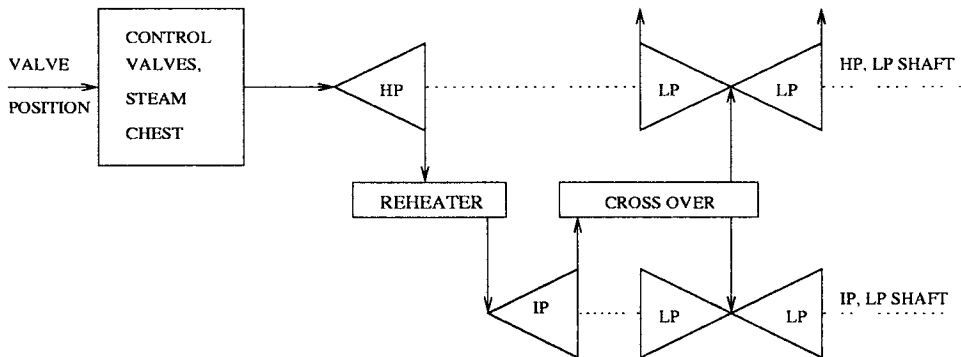 VALVE
POSITION
CONTROL
VALVES,
STEAM
CHEST
HP
LP
LP
HP, LP SHAFT
REHEATER
CROSS OVER
IP
LP
LP
IP, LP SHAFT